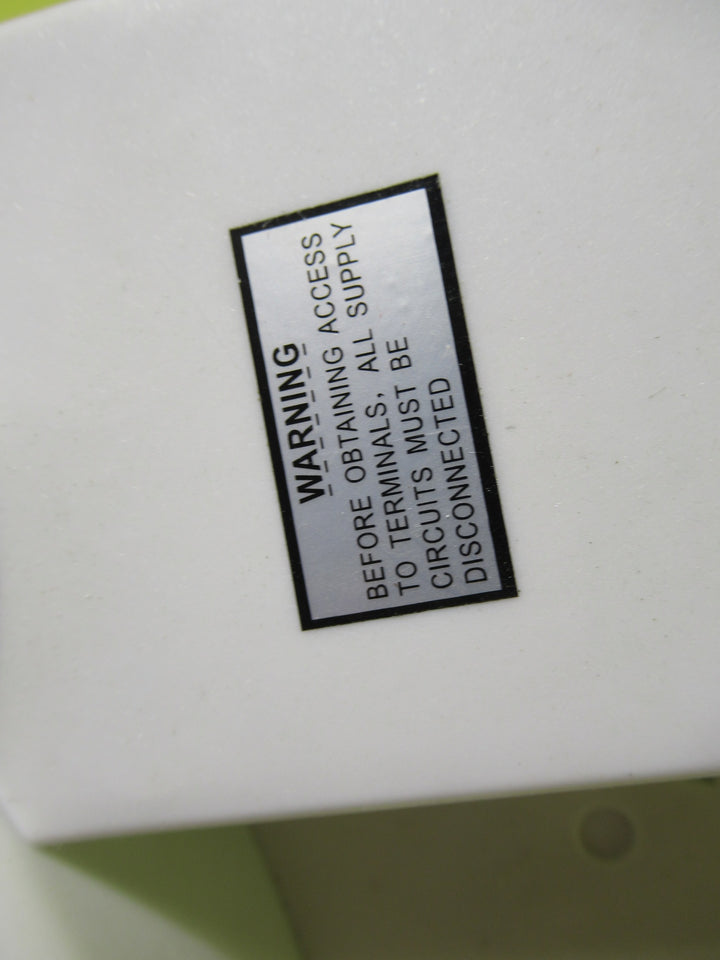 WARNING
BEFORE OBTAINING ACCESS
TO TERMINALS, ALL SUPPLY
CIRCUITS MUST BE
DISCONNECTED